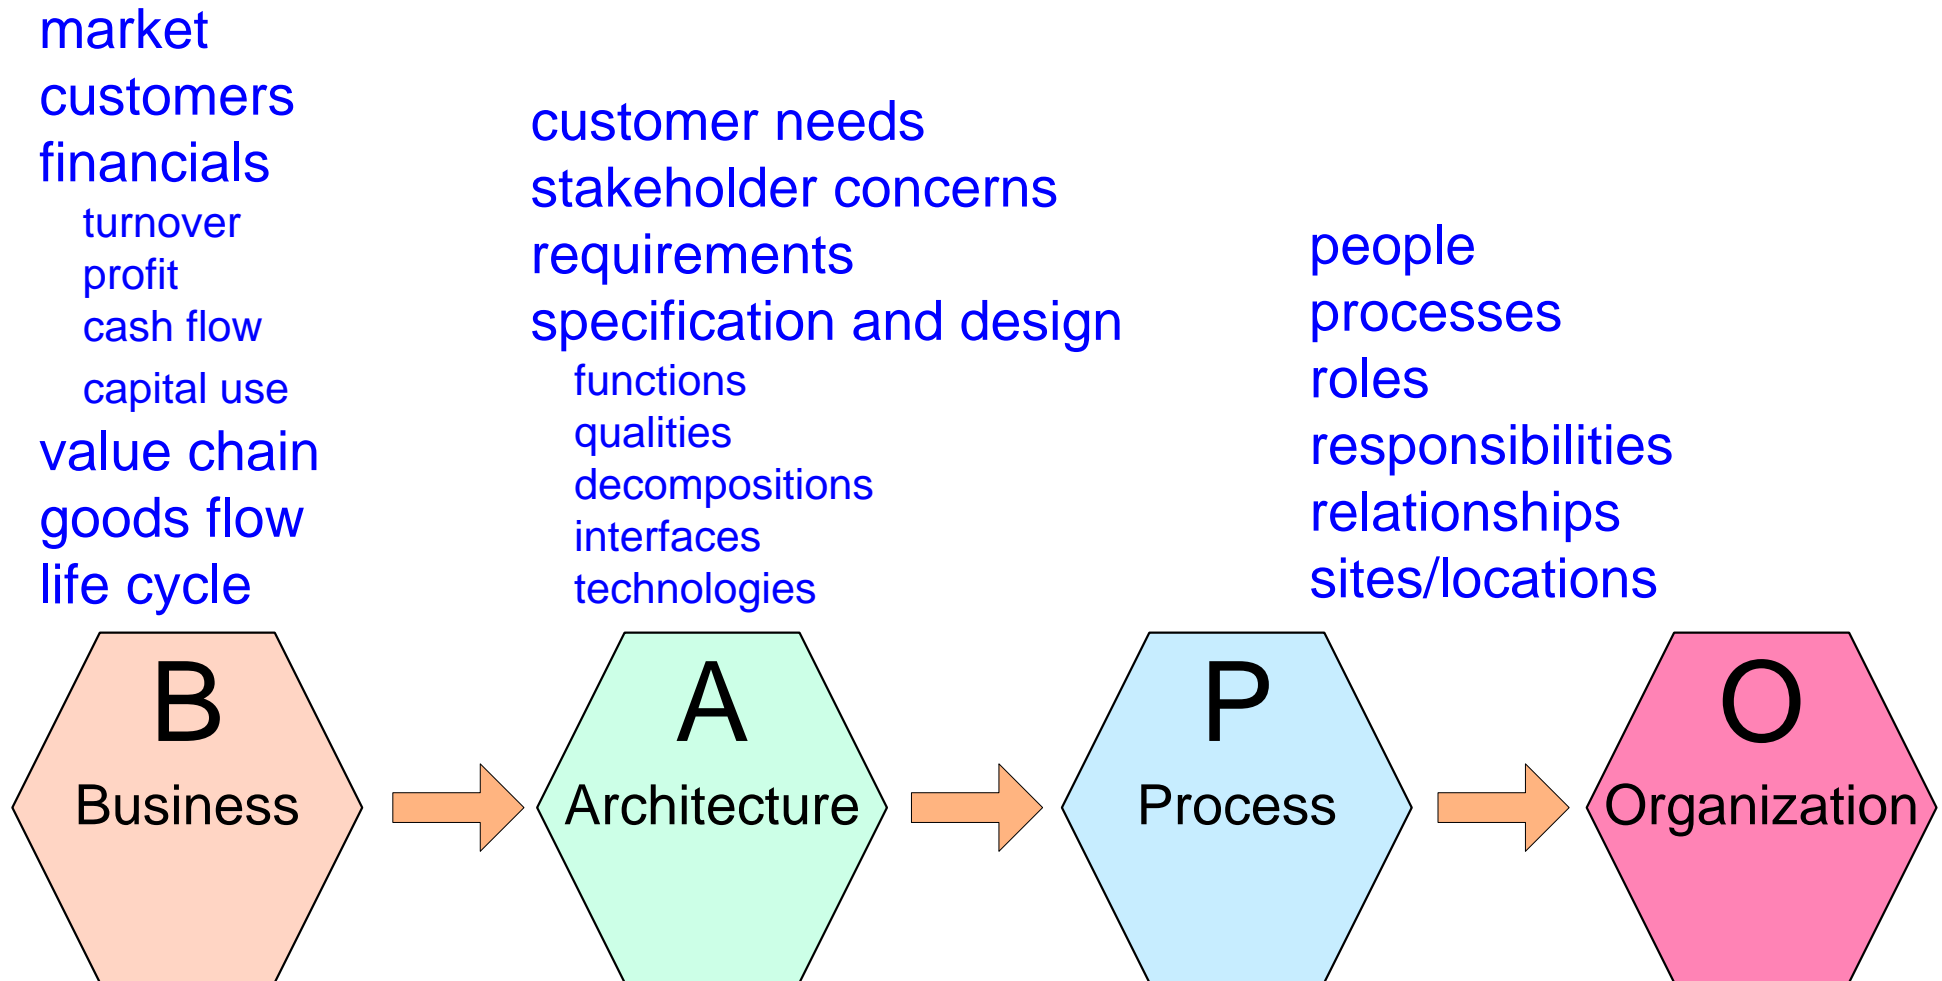 market
customers
financials
turnover
profit
cash flow
capital use
value chain
goods flow
life cycle
customer needs
stakeholder concerns
requirements
specification and design
functions
qualities
decompositions
interfaces
technologies
people
processes
roles
responsibilities
relationships
sites/locations
B
Business
A
Architecture
P
Process
O
Organization